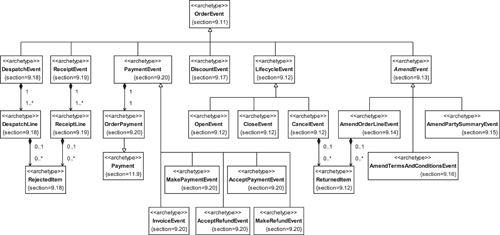 <<archetype>>
OrderEvent
{section=9.11}
<<archetype>>
DespatchEvent
{section=9.18}
<<archetype>>
ReceiptEvent
{section=9.19}
<<archetype>>
PaymentEvent
{section=9.20}
<<archetype>>
DiscountEvent
{section=9.17}
<<archetype>>
LifecycleEvent
{section=9.12}
<<archetype>>
AmendEvent
{section=9.13}
1
1..*
1
1..*
1
1
<<archetype>>
DespatchLine
{section=9.18}
<<archetype>>
ReceiptLine
{section=9.19}
<<archetype>>
OrderPayment
{section=9.20}
<<archetype>>
OpenEvent
{section=9.12}
<<archetype>>
CloseEvent
{section=9.12}
<<archetype>>
CancelEvent
{section=9.12}
<<archetype>>
AmendOrderLineEvent
{section=9.14}
<<archetype>>
AmendPartySummaryEvent
{section=9.15}
0..1
0..*
0..1
0..*
0..1
0..*
0..1
0..*
<<archetype>>
RejectedItem
{section=9.18}
<<archetype>>
Payment
{section=11.9}
<<archetype>>
MakePaymentEvent
{section=9.20}
<<archetype>>
AcceptPaymentEvent
{section=9.20}
<<archetype>>
ReturnedItem
{section=9.12}
<<archetype>>
AmendTermsAndConditionsEvent
{section=9.16}
<<archetype>>
InvoiceEvent
{section=9.20}
<<archetype>>
AcceptRefundEvent
{section=9.20}
<<archetype>>
MakeRefundEvent
{section=9.20}